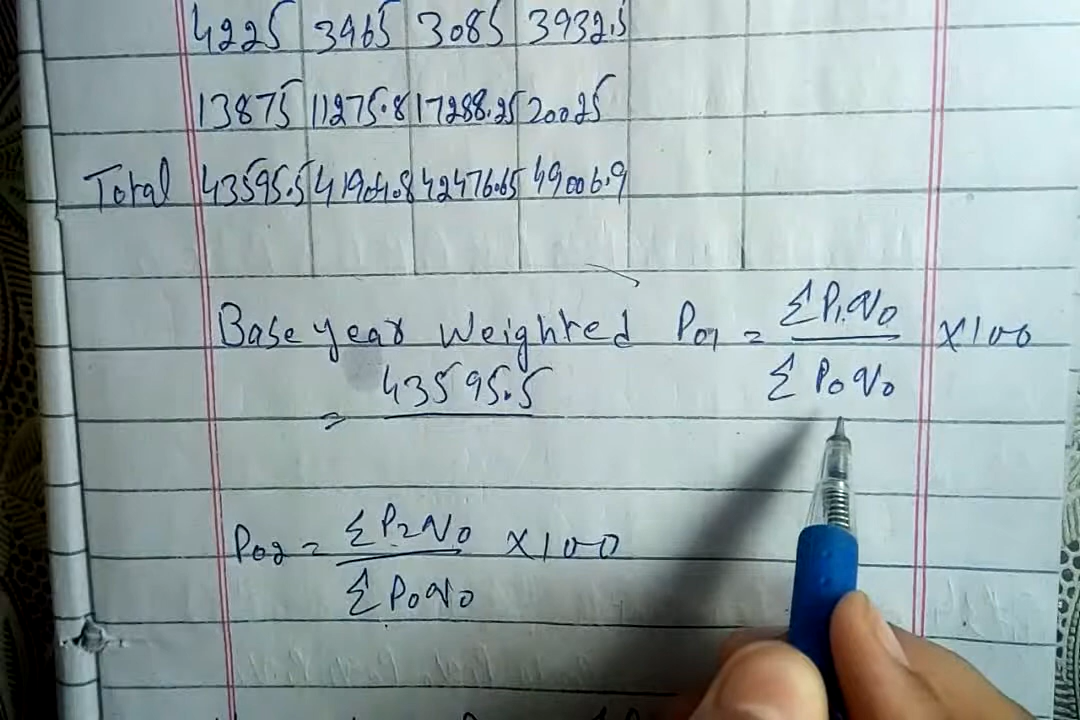 4225 3465 3085 3932.5
13875 11275.8 17288.25 20025
Total 43595.5 41904.8 42476.65 49006.9
Base year Weighted P01 = ΣP1q0 / ΣP0q0 ×100
= 43595.5
P02 = ΣP2q0 / ΣP0q0 ×100